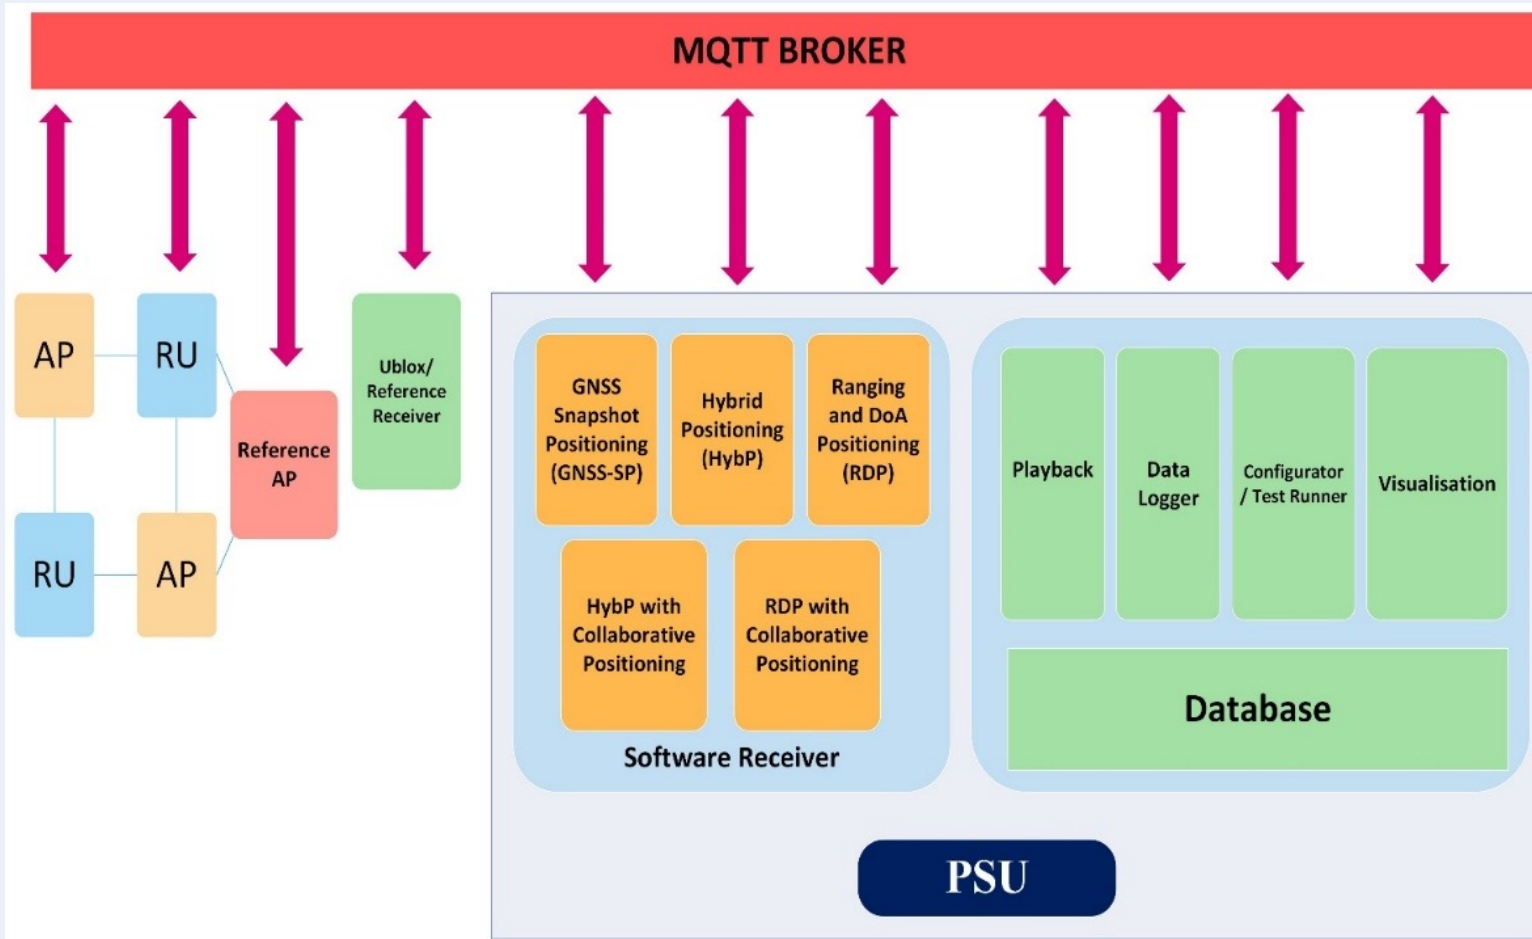 MQTT BROKER
AP
RU
Reference
AP
RU
AP
Ublox/
Reference
Receiver
GNSS
Snapshot
Positioning
(GNSS-SP)
Hybrid
Positioning
(HybP)
Ranging
and DoA
Positioning
(RDP)
HybP with
Collaborative
Positioning
RDP with
Collaborative
Positioning
Software Receiver
Playback
Data
Logger
Configurator
/ Test Runner
Visualisation
Database
PSU